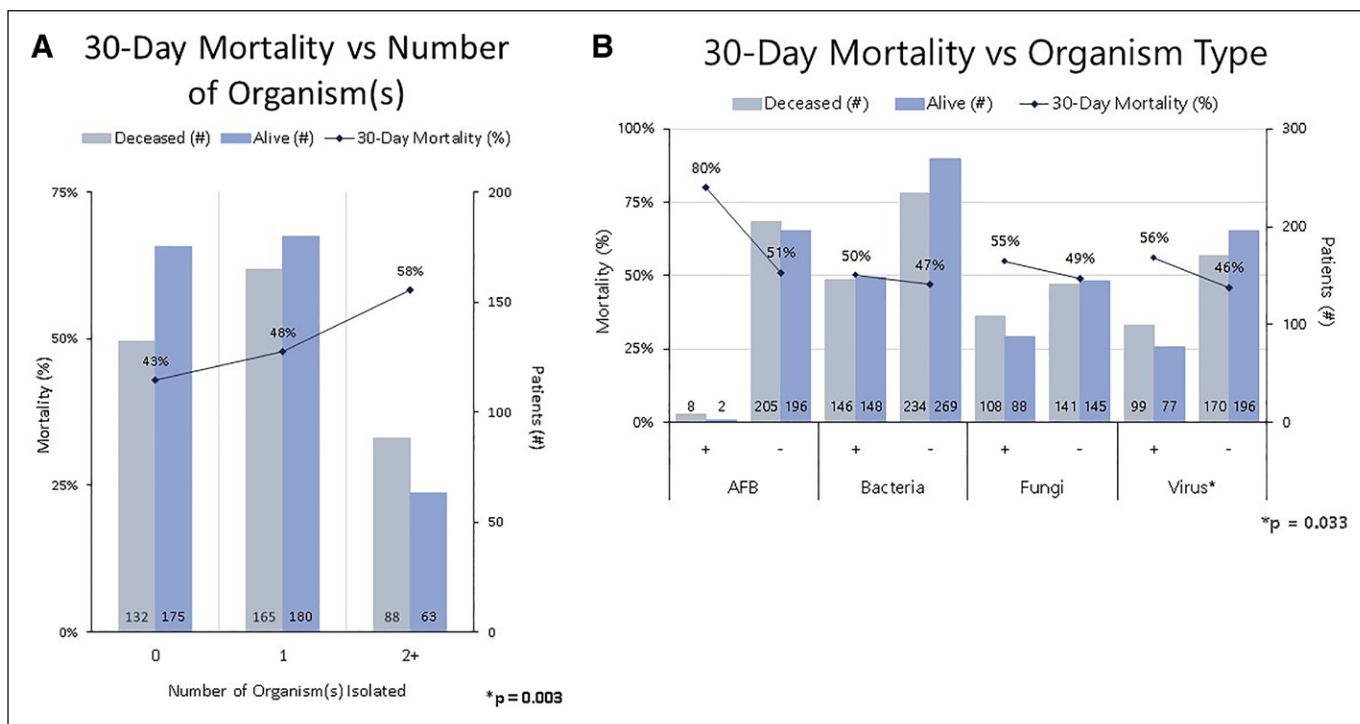 A
30-Day Mortality vs Number
of Organism(s)
Deceased (#) Alive (#) 30-Day Mortality (%)
75%
50%
25%
0%
Mortality (%)
200
150
100
50
0
Patients (#)
43%
48%
58%
132 175 165 180 88 63
0 1 2+
Number of Organism(s) Isolated
*p = 0.003
B
30-Day Mortality vs Organism Type
Deceased (#) Alive (#) 30-Day Mortality (%)
100%
75%
50%
25%
0%
Mortality (%)
300
200
100
0
Patients (#)
80% 51% 50% 47% 55% 49% 56% 46%
8 2 205 196 146 148 234 269 108 88 141 145 99 77 170 196
+ - + - + - + -
AFB Bacteria Fungi Virus*
*p = 0.033